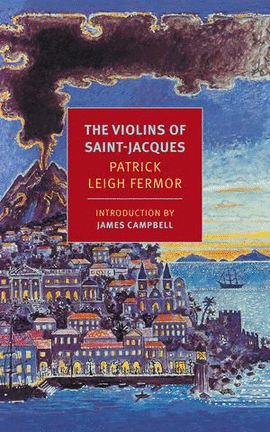 THE VIOLINS OF
SAINT-JACQUES
PATRICK
LEIGH FERMOR
INTRODUCTION BY
JAMES CAMPBELL